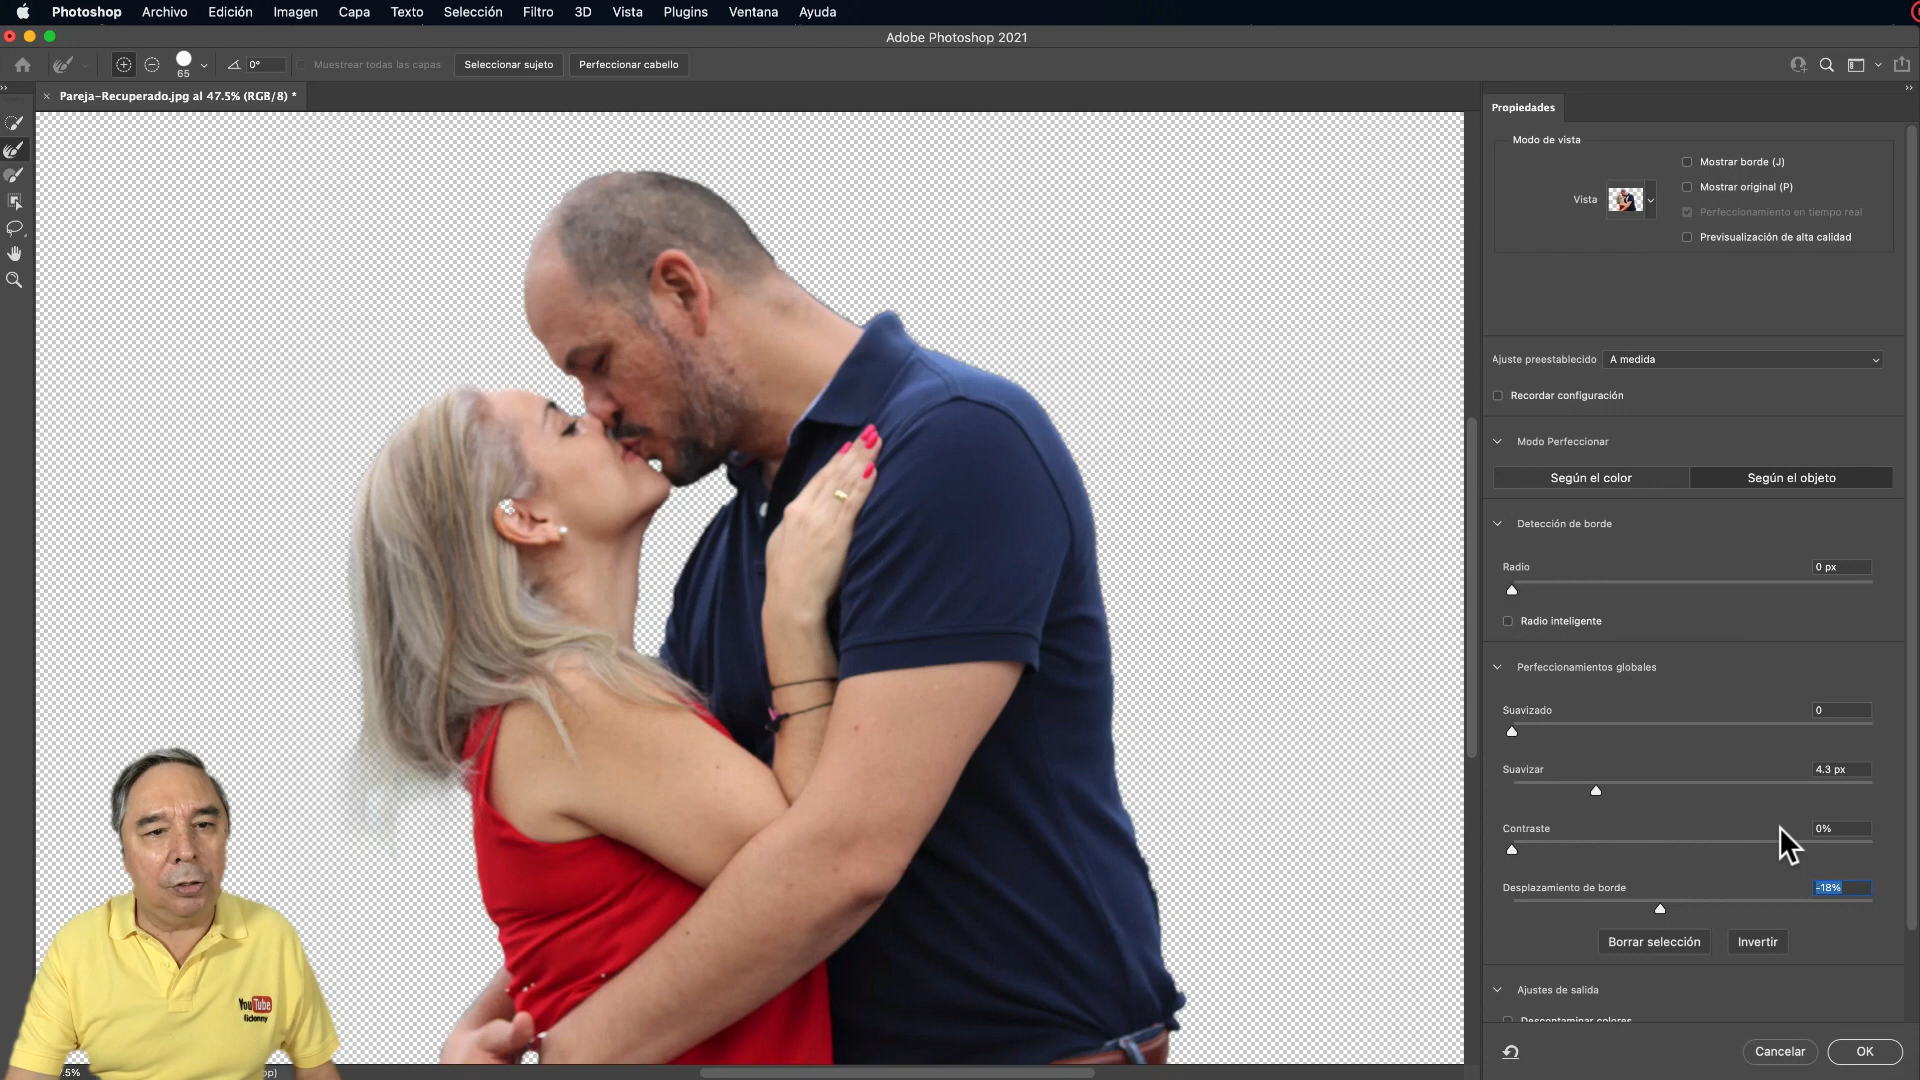 Photoshop Archivo Edición Imagen Capa Texto Selección Filtro 3D Vista Plugins Ventana Ayuda
Adobe Photoshop 2021
65
0°
Muestrear todas las capas
Seleccionar sujeto
Perfeccionar cabello
Pareja-Recuperado.jpg al 47.5% (RGB/8) *
Propiedades
Modo de vista
Mostrar borde (J)
Mostrar original (P)
Vista
Perfeccionamiento en tiempo real
Previsualización de alta calidad
Ajuste preestablecido
A medida
Recordar configuración
Modo Perfeccionar
Según el color
Según el objeto
Detección de borde
Radio
0 px
Radio inteligente
Perfeccionamientos globales
Suavizado
0
Suavizar
4.3 px
Contraste
0%
Desplazamiento de borde
-18%
Borrar selección
Invertir
Ajustes de salida
Descontaminar colores
Cancelar
OK
YouTube
.5%